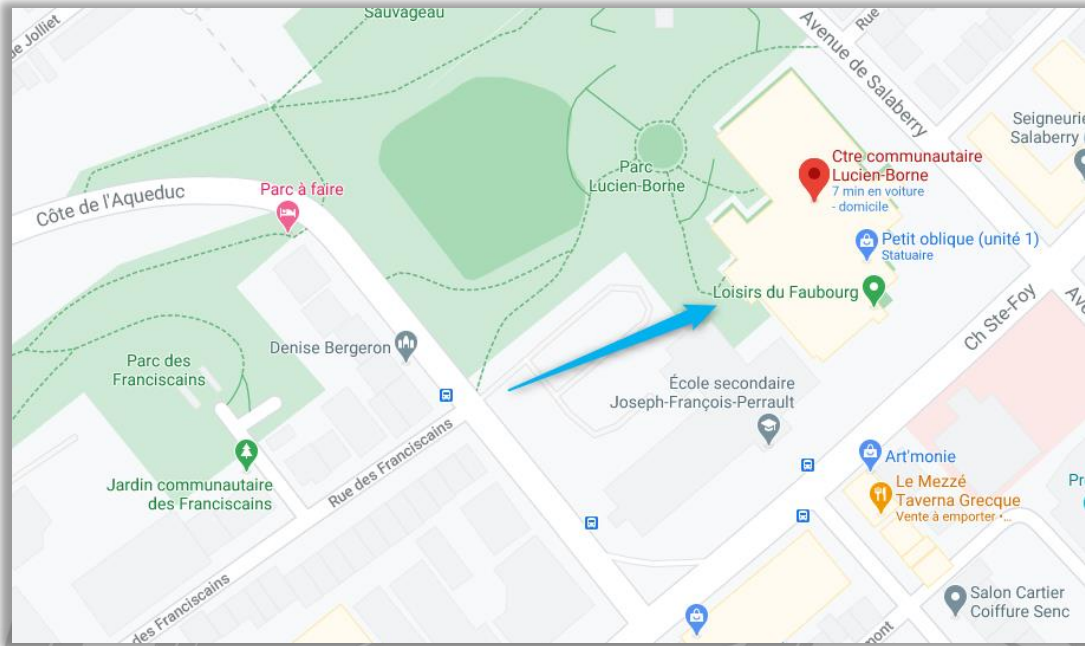 Sauvageau
Jolliet
Avenue de Salaberry
Rue
Seigneurie
Salaberry
Ctre communautaire
Lucien-Borne
7 min en voiture
- domicile
Parc
Lucien-Borne
Côte de l'Aqueduc
Parc à faire
Petit oblique (unité 1)
Statuaire
Loisirs du Faubourg
Ch Ste-Foy
Denise Bergeron
Parc des
Franciscains
École secondaire
Joseph-François-Perrault
Rue des Franciscains
Jardin communautaire
des Franciscains
Art'monie
Le Mezzé
Taverna Grecque
Vente à emporter ·...
des Franciscains
Salon Cartier
Coiffure Senc